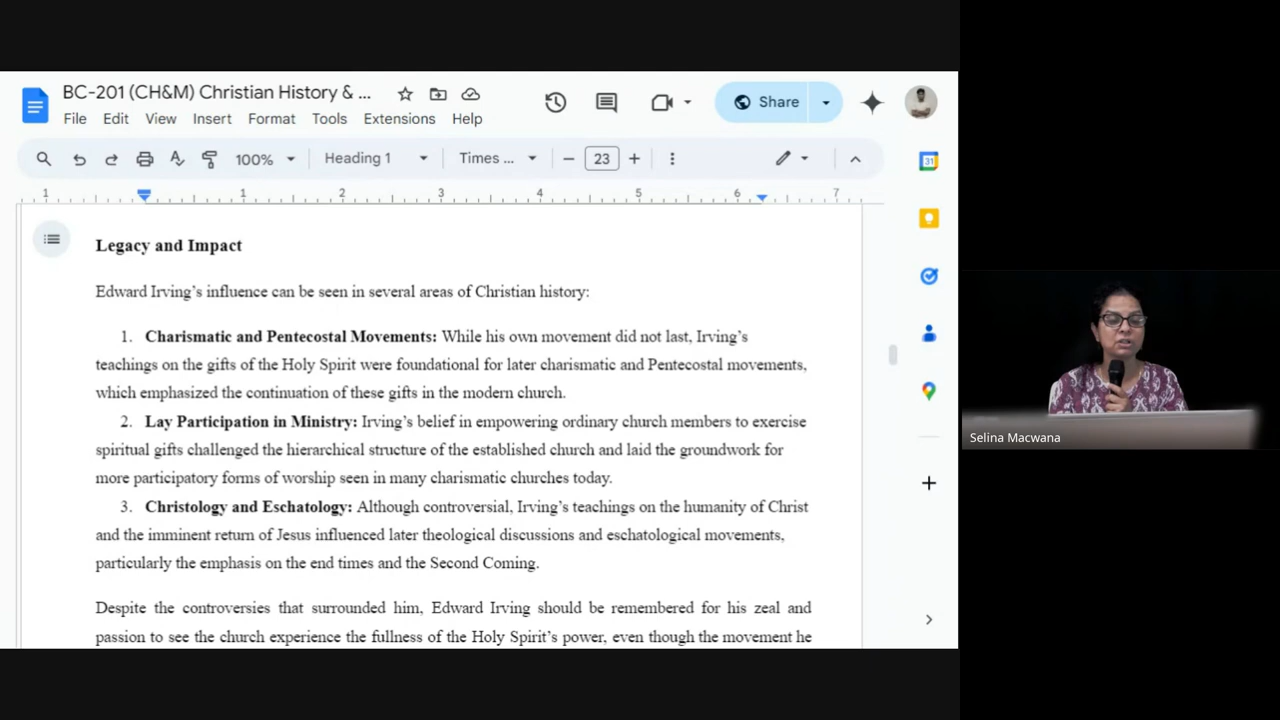 BC-201 (CH&M) Christian History & ...
File Edit View Insert Format Tools Extensions Help
Share
100% Heading 1 Times ... 23
1 1 2 3 4 5 6 7
31
Legacy and Impact
Edward Irving’s influence can be seen in several areas of Christian history:
1. Charismatic and Pentecostal Movements: While his own movement did not last, Irving’s
teachings on the gifts of the Holy Spirit were foundational for later charismatic and Pentecostal movements,
which emphasized the continuation of these gifts in the modern church.
2. Lay Participation in Ministry: Irving’s belief in empowering ordinary church members to exercise
spiritual gifts challenged the hierarchical structure of the established church and laid the groundwork for
more participatory forms of worship seen in many charismatic churches today.
3. Christology and Eschatology: Although controversial, Irving’s teachings on the humanity of Christ
and the imminent return of Jesus influenced later theological discussions and eschatological movements,
particularly the emphasis on the end times and the Second Coming.
Despite the controversies that surrounded him, Edward Irving should be remembered for his zeal and
passion to see the church experience the fullness of the Holy Spirit’s power, even though the movement he
Selina Macwana